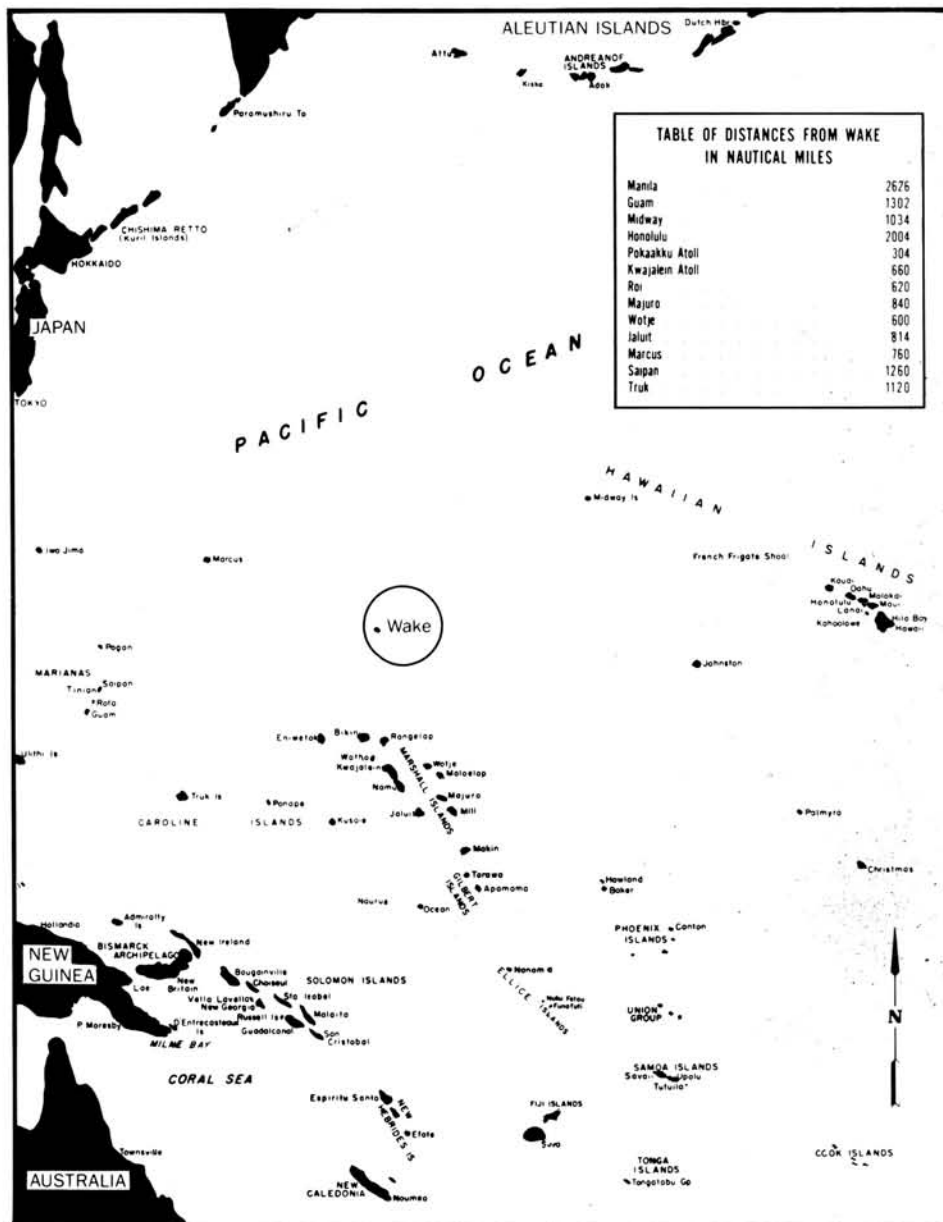 ALEUTIAN ISLANDS
Dutch Hbr
Attu
Kiska
ANDREANOF
ISLANDS
Adak
Paramushiru To
TABLE OF DISTANCES FROM WAKE
IN NAUTICAL MILES
Manila 2626
Guam 1302
Midway 1034
Honolulu 2004
Pokaakku Atoll 304
Kwajalein Atoll 660
Roi 620
Majuro 840
Wotje 600
Jaluit 814
Marcus 760
Saipan 1260
Truk 1120
CHISHIMA RETTO
(Kuril Islands)
HOKKAIDO
JAPAN
TOKYO
PACIFIC OCEAN
HAWAIIAN ISLANDS
Midway Is
Iwo Jima
Marcus
French Frigate Shoal
Kauai
Oahu
Molokai
Honolulu
Maui
Lanai
Kahoolawe
Hilo Bay
Hawaii
Wake
Pagan
MARIANAS
Saipan
Tinian
Rota
Guam
Johnston
Ulithi Is
Eniwetok
Bikin
Rongelap
Watho
Kwajalein
Namu
MARSHALL ISLANDS
Wotje
Maloelap
Majuro
Mili
Jaluit
Truk Is
Ponape
CAROLINE ISLANDS
Kusaie
Palmyra
Makin
Christmas
Tarawa
Apamama
GILBERT
ISLANDS
Howland
Baker
Is
Naurua
Ocean
Hollandia
Admiralty
Is
New Ireland
BISMARCK
ARCHIPELAGO
NEW
GUINEA
Lae
New
Britain
Bougainville
Choiseul
SOLOMON ISLANDS
Vella Lavella
New Georgia
Sta Isabel
Russell Is
Malaita
Guadalcanal
San
Cristobal
PHOENIX
ISLANDS
Canton
Nanomea
ELLICE ISLANDS
Nuku Fetau
Funafuti
UNION
GROUP
N
P. Moresby
D'Entrecasteaux
Is
MILNE BAY
CORAL SEA
SAMOA ISLANDS
Savaii
Upolu
Tutuila
Espiritu Santo
NEW
HEBRIDES IS
Efate
FIJI ISLANDS
Suva
Townsville
AUSTRALIA
NEW
CALEDONIA
Noumea
TONGA
ISLANDS
Tongatabu Gp
COOK ISLANDS